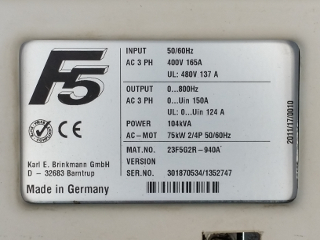 F5
INPUT 50/60Hz
AC 3 PH 400V 165A
UL: 480V 137 A
OUTPUT 0...800Hz
AC 3 PH 0...Uin 150A
UL: 0...Uin 124 A
POWER 104kVA
AC-MOT 75kW 2/4P 50/60Hz
MAT.NO. 23F5G2R-940A
VERSION
SER.NO. 301870534/1352747
CE
Karl E. Brinkmann GmbH
D - 32683 Barntrup
Made in Germany
2011/17/0010